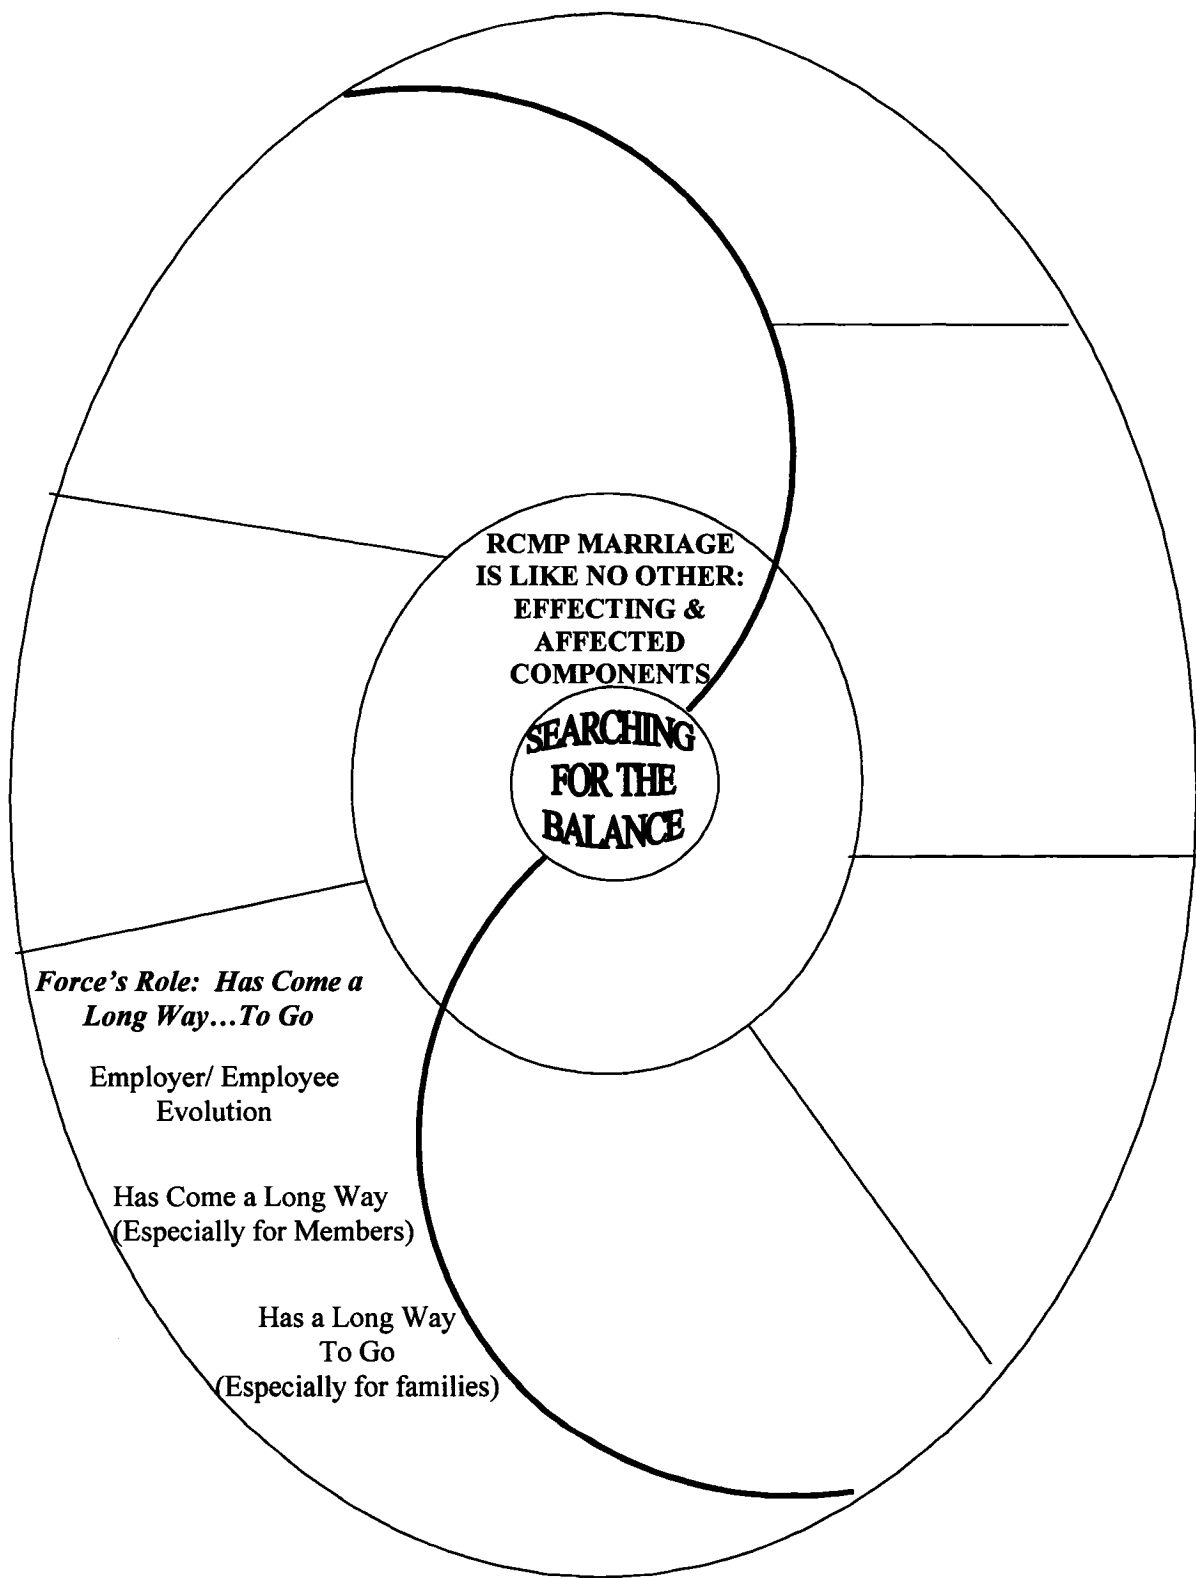 RCMP MARRIAGE
IS LIKE NO OTHER:
EFFECTING &
AFFECTED
COMPONENTS
SEARCHING
FOR THE
BALANCE
Force's Role: Has Come a
Long Way...To Go
Employer/ Employee
Evolution
Has Come a Long Way
(Especially for Members)
Has a Long Way
To Go
(Especially for families)